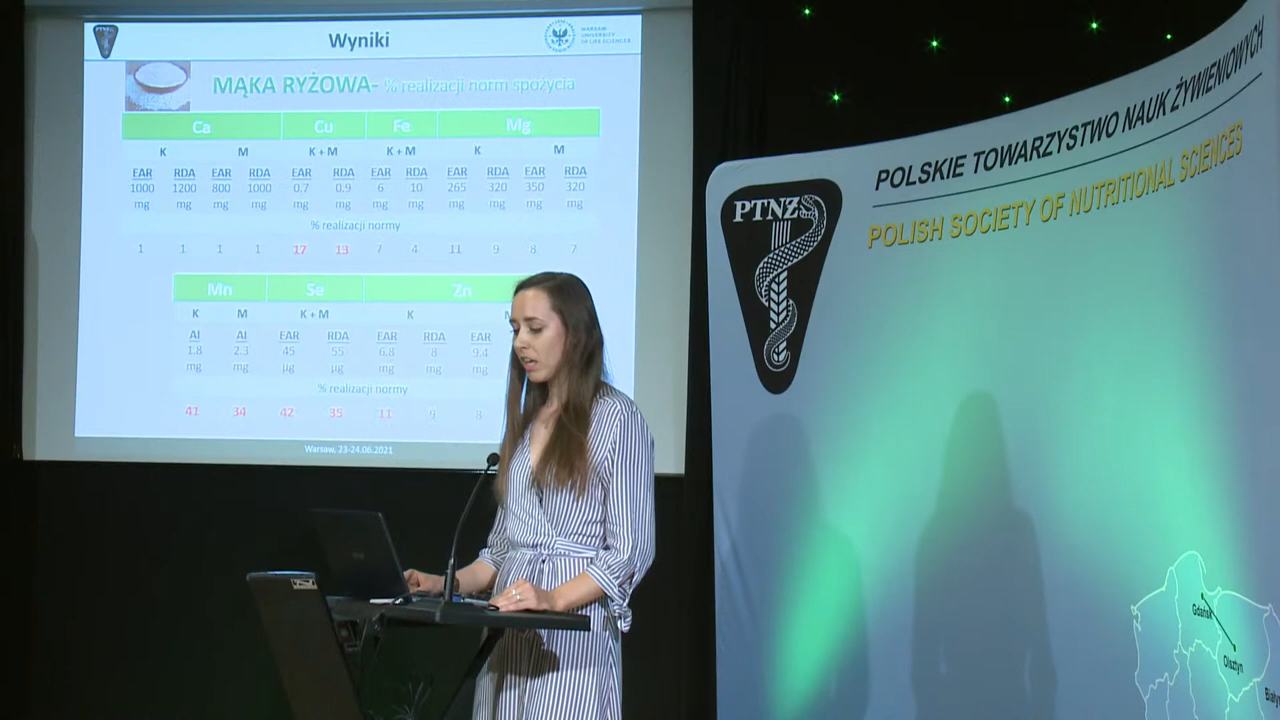 Wyniki
WARSAW
UNIVERSITY
OF LIFE SCIENCES
MĄKA RYŻOWA- % realizacji norm spożycia
Ca Cu Fe Mg
K M K + M K + M K M
EAR RDA EAR RDA EAR RDA EAR RDA EAR RDA EAR RDA
1000 1200 800 1000 0.7 0.9 6 10 265 320 350 320
mg mg mg mg mg mg mg mg mg mg mg mg
% realizacji normy
1 1 1 1 17 13 7 4 11 9 8 7
Mn Se Zn
K M K + M K
AI AI EAR RDA EAR RDA EAR
1.8 2.3 45 55 6.8 8 9.4
mg mg µg µg mg mg mg
% realizacji normy
41 34 42 35 11 9 8
Warsaw, 23-24.06.2021
POLSKIE TOWARZYSTWO NAUK ŻYWIENIOWYCH
POLISH SOCIETY OF NUTRITIONAL SCIENCES
PTNŻ
Gdańsk
Olsztyn